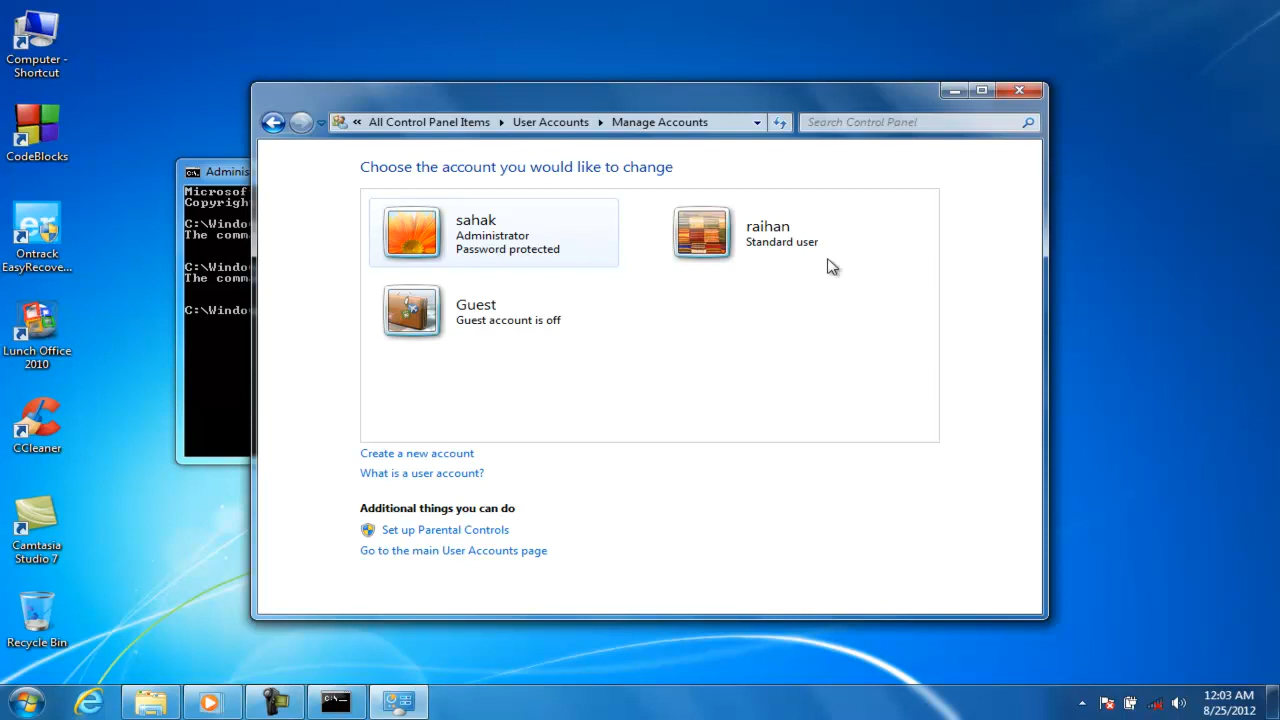 Computer -
Shortcut
CodeBlocks
Ontrack
EasyRecove...
Lunch Office
2010
CCleaner
Camtasia
Studio 7
Recycle Bin
Adminis
Microsof
Copyrigh
C:\Windo
The comma
C:\Windo
The comma
C:\Windo
« All Control Panel Items ▸ User Accounts ▸ Manage Accounts
Search Control Panel
Choose the account you would like to change
sahak
Administrator
Password protected
raihan
Standard user
Guest
Guest account is off
Create a new account
What is a user account?
Additional things you can do
Set up Parental Controls
Go to the main User Accounts page
12:03 AM
8/25/2012